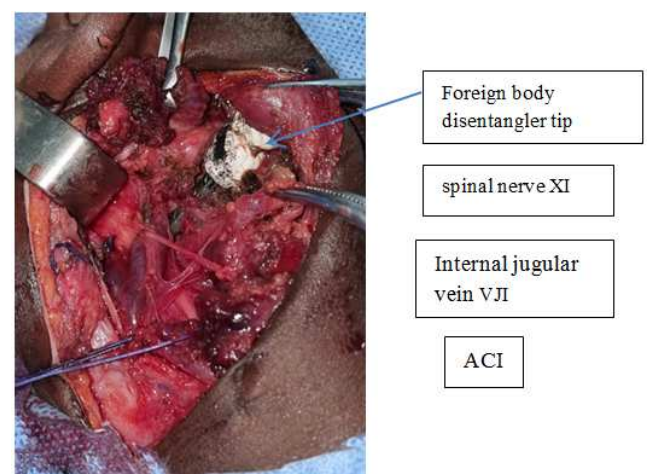 Foreign body
disentangler tip
spinal nerve XI
Internal jugular
vein VJI
ACI